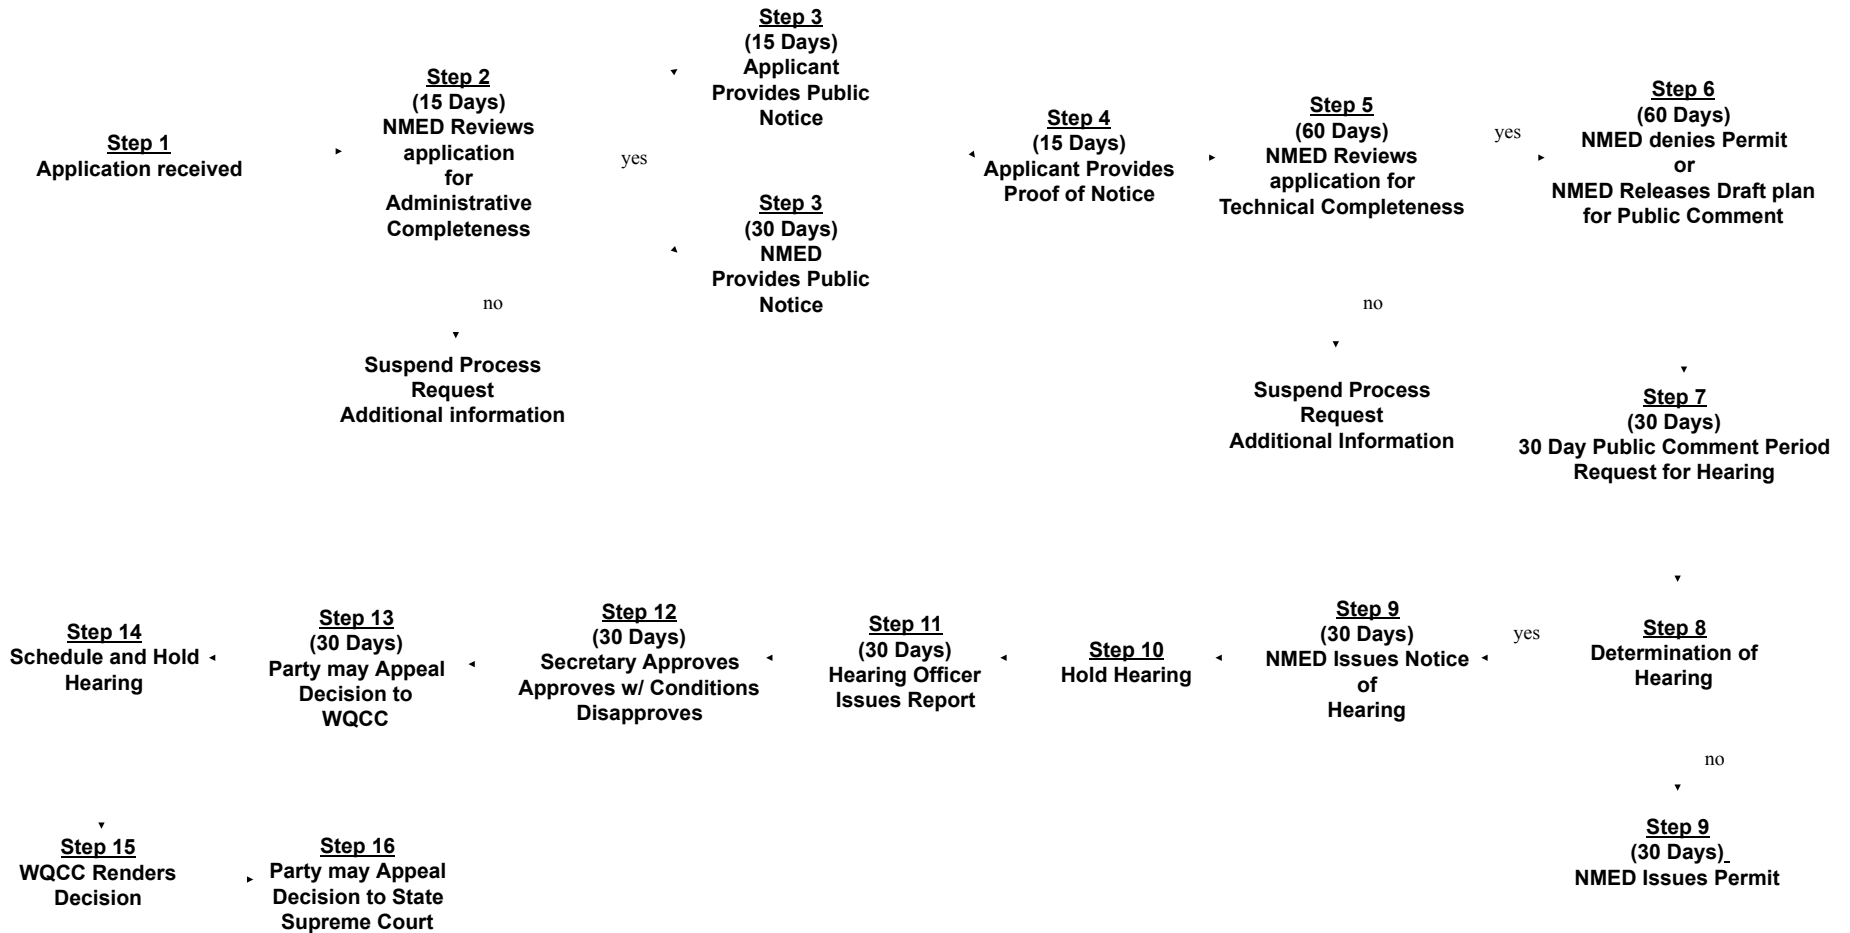 Step 1
Application received
Step 2
(15 Days)
NMED Reviews
application
for
Administrative
Completeness
yes
no
Suspend Process
Request
Additional information
Step 3
(15 Days)
Applicant
Provides Public
Notice
Step 3
(30 Days)
NMED
Provides Public
Notice
Step 4
(15 Days)
Applicant Provides
Proof of Notice
Step 5
(60 Days)
NMED Reviews
application for
Technical Completeness
yes
no
Suspend Process
Request
Additional Information
Step 6
(60 Days)
NMED denies Permit
or
NMED Releases Draft plan
for Public Comment
Step 7
(30 Days)
30 Day Public Comment Period
Request for Hearing
Step 8
Determination of
Hearing
yes
no
Step 9
(30 Days)
NMED Issues Permit
Step 9
(30 Days)
NMED Issues Notice
of
Hearing
Step 10
Hold Hearing
Step 11
(30 Days)
Hearing Officer
Issues Report
Step 12
(30 Days)
Secretary Approves
Approves w/ Conditions
Disapproves
Step 13
(30 Days)
Party may Appeal
Decision to
WQCC
Step 14
Schedule and Hold
Hearing
Step 15
WQCC Renders
Decision
Step 16
Party may Appeal
Decision to State
Supreme Court